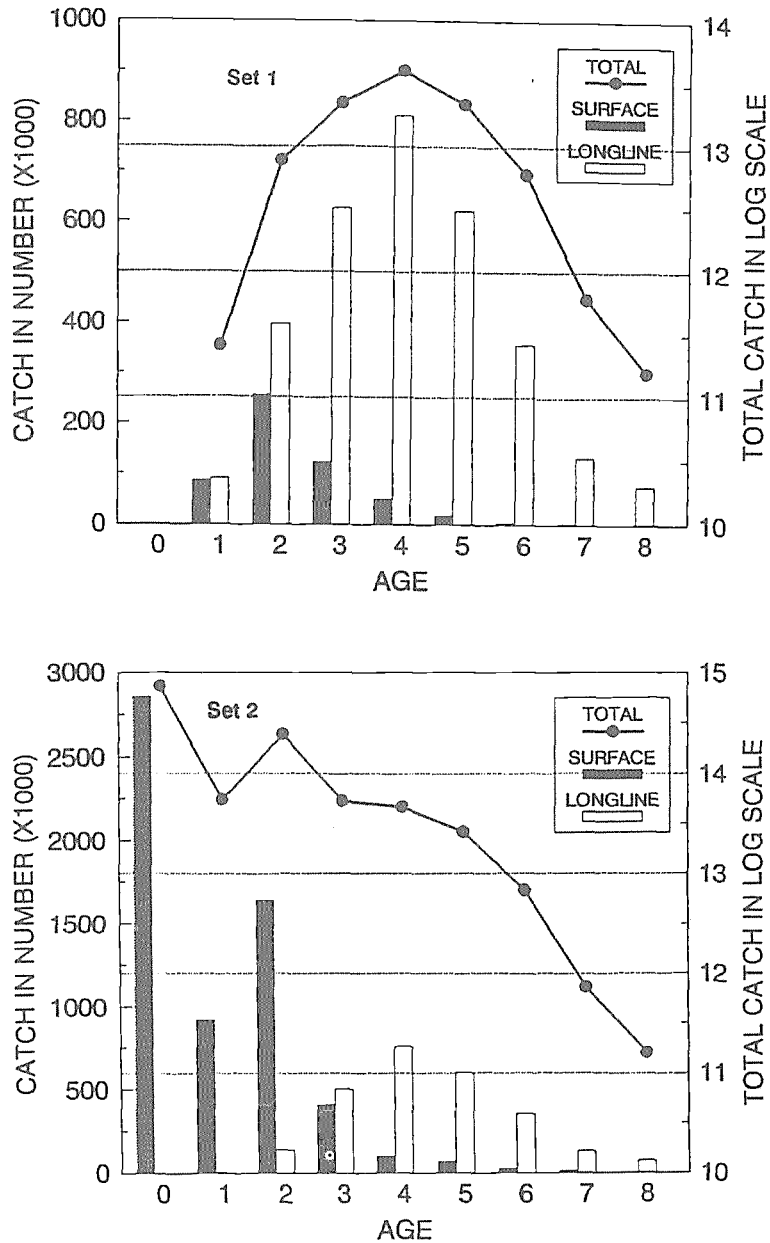 1000
800
600
400
200
0
CATCH IN NUMBER (X1000)
Set 1
TOTAL
SURFACE
LONGLINE
14
13
12
11
10
TOTAL CATCH IN LOG SCALE
0 1 2 3 4 5 6 7 8
AGE
3000
2500
2000
1500
1000
500
0
CATCH IN NUMBER (X1000)
Set 2
TOTAL
SURFACE
LONGLINE
15
14
13
12
11
10
TOTAL CATCH IN LOG SCALE
0 1 2 3 4 5 6 7 8
AGE